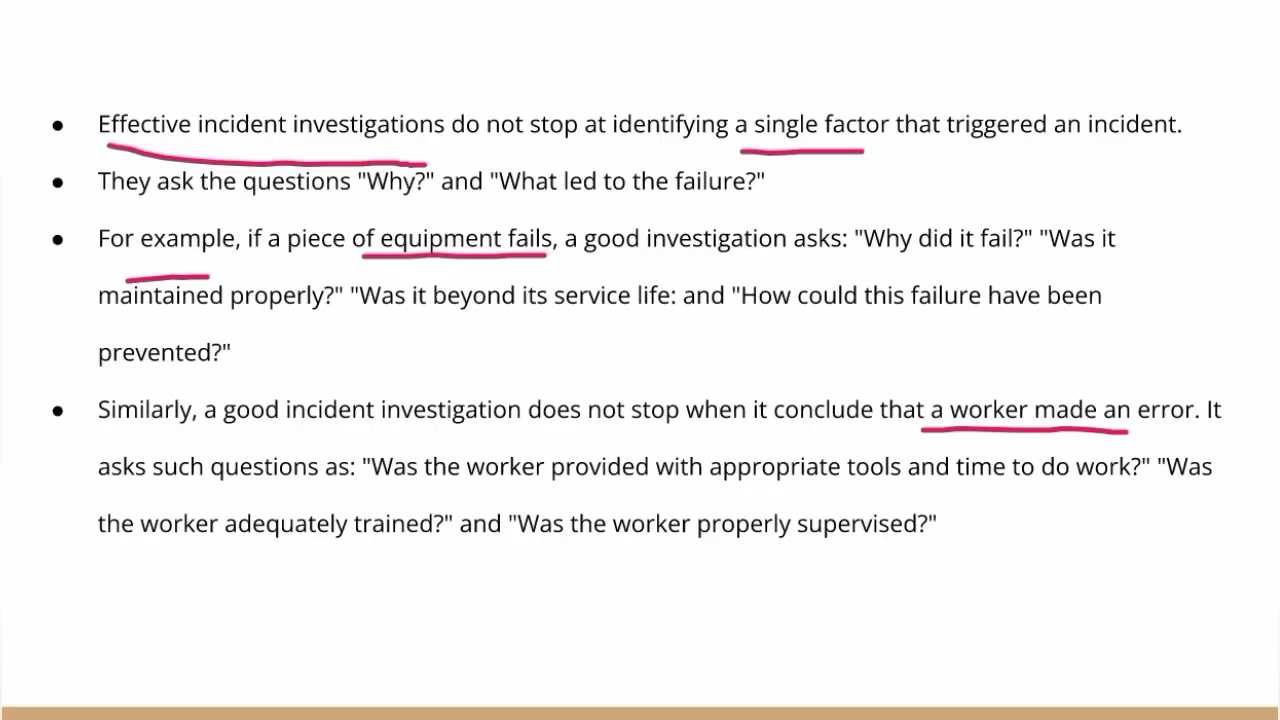 ● Effective incident investigations do not stop at identifying a single factor that triggered an incident.
● They ask the questions "Why?" and "What led to the failure?"
● For example, if a piece of equipment fails, a good investigation asks: "Why did it fail?" "Was it
maintained properly?" "Was it beyond its service life: and "How could this failure have been
prevented?"
● Similarly, a good incident investigation does not stop when it conclude that a worker made an error. It
asks such questions as: "Was the worker provided with appropriate tools and time to do work?" "Was
the worker adequately trained?" and "Was the worker properly supervised?"